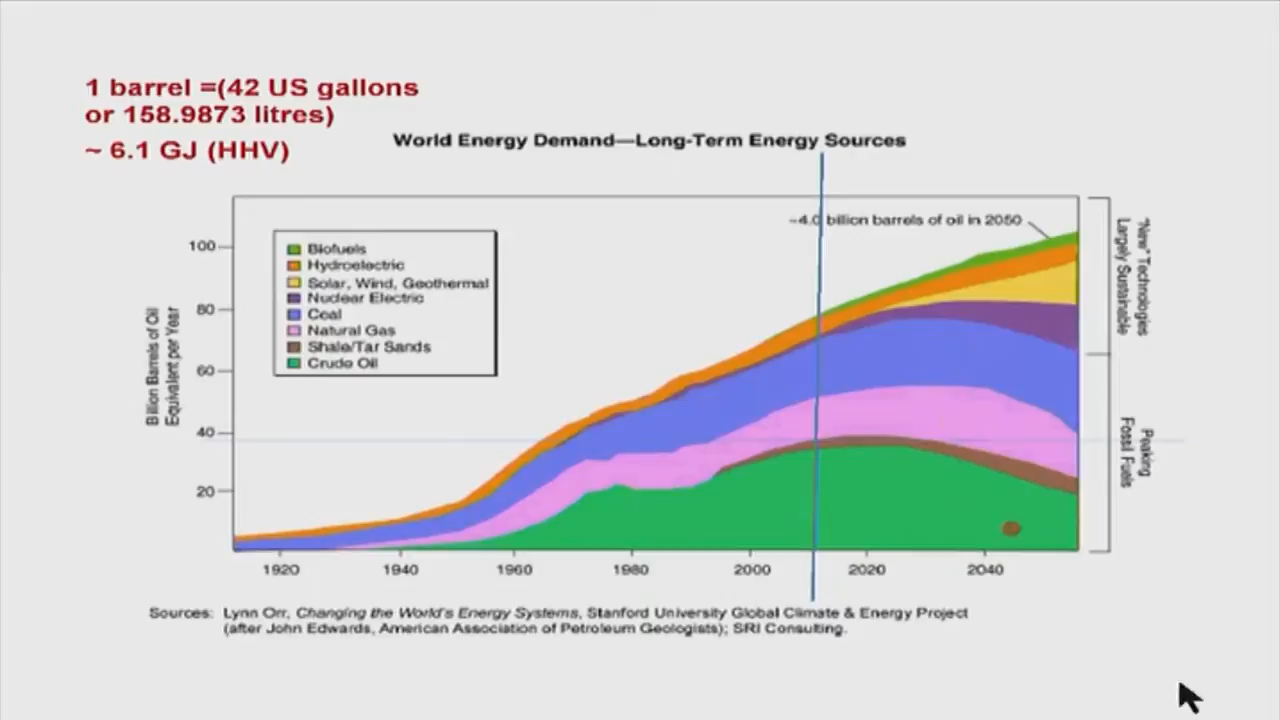 1 barrel =(42 US gallons
or 158.9873 litres)
~ 6.1 GJ (HHV)
World Energy Demand—Long-Term Energy Sources
~4.0 billion barrels of oil in 2050
Biofuels
Hydroelectric
Solar, Wind, Geothermal
Nuclear Electric
Coal
Natural Gas
Shale/Tar Sands
Crude Oil
Billion Barrels of Oil
Equivalent per Year
100
80
60
40
20
1920 1940 1960 1980 2000 2020 2040
"New" Technologies
Largely Sustainable
Peaking
Fossil Fuels
Sources: Lynn Orr, Changing the World's Energy Systems, Stanford University Global Climate & Energy Project
(after John Edwards, American Association of Petroleum Geologists); SRI Consulting.